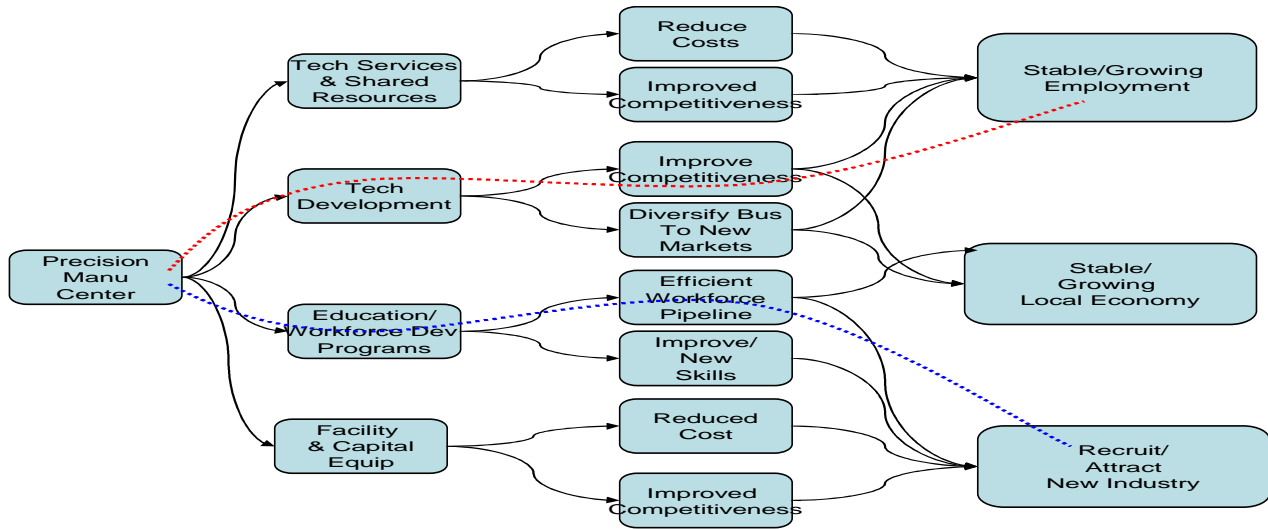 Precision
Manu
Center
Tech Services
& Shared
Resources
Tech
Development
Education/
Workforce Dev
Programs
Facility
& Capital
Equip
Reduce
Costs
Improved
Competitiveness
Improve
Competitiveness
Diversify Bus
To New
Markets
Efficient
Workforce
Pipeline
Improve/
New
Skills
Reduced
Cost
Improved
Competitiveness
Stable/Growing
Employment
Stable/
Growing
Local Economy
Recruit/
Attract
New Industry